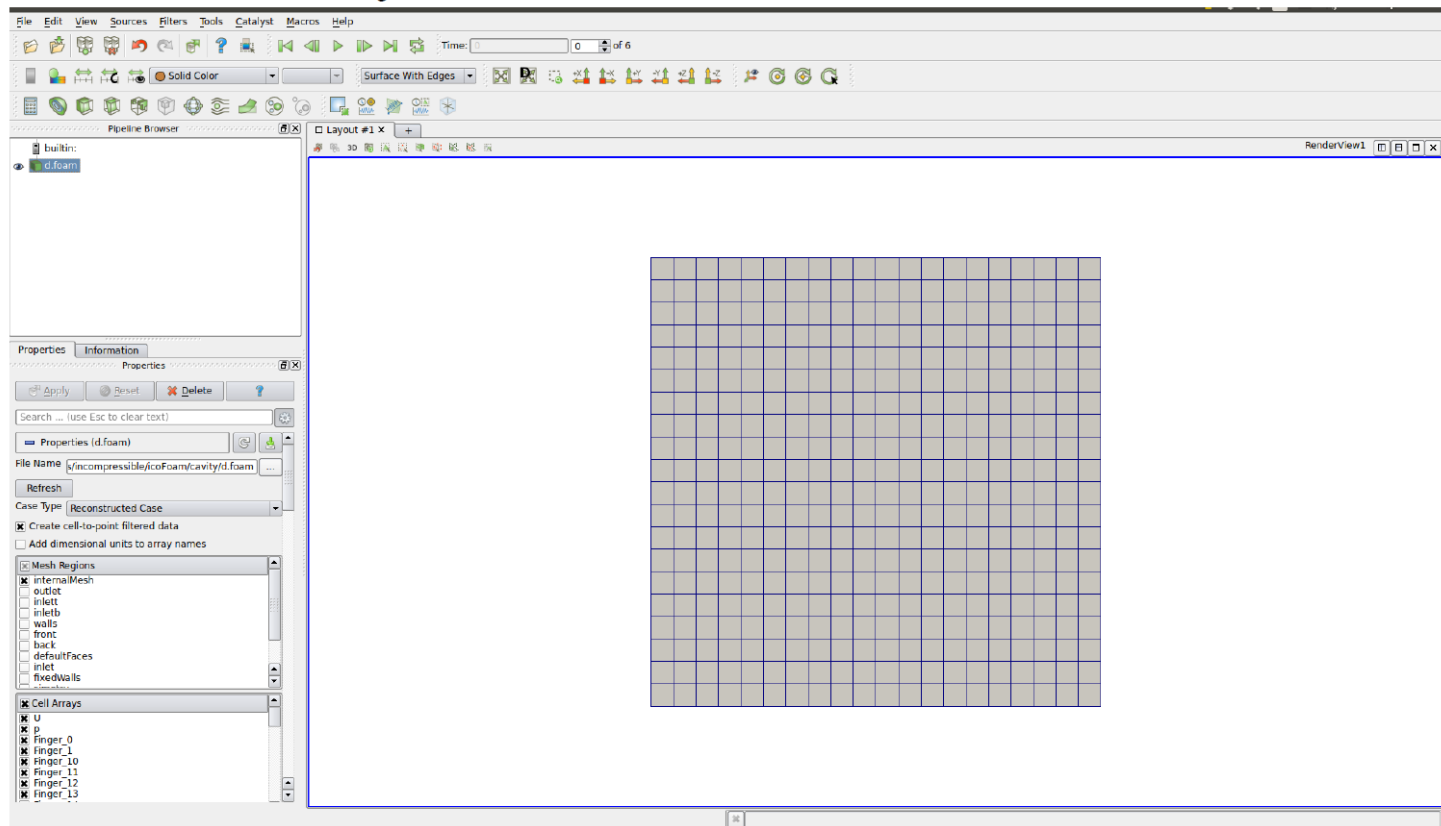 File Edit View Sources Filters Tools Catalyst Macros Help
Time: 0 0 of 6
Solid Color Surface With Edges
Pipeline Browser
Layout #1
builtin:
3D RenderView1
d.foam
Properties Information
Properties
Apply Reset Delete ?
Search ... (use Esc to clear text)
Properties (d.foam)
File Name s/incompressible/icoFoam/cavity/d.foam ...
Refresh
Case Type Reconstructed Case
Create cell-to-point filtered data
Add dimensional units to array names
Mesh Regions
internalMesh
outlet
inlett
inletb
walls
front
back
defaultFaces
inlet
fixedWalls
Cell Arrays
U
p
Finger_0
Finger_1
Finger_10
Finger_11
Finger_12
Finger_13